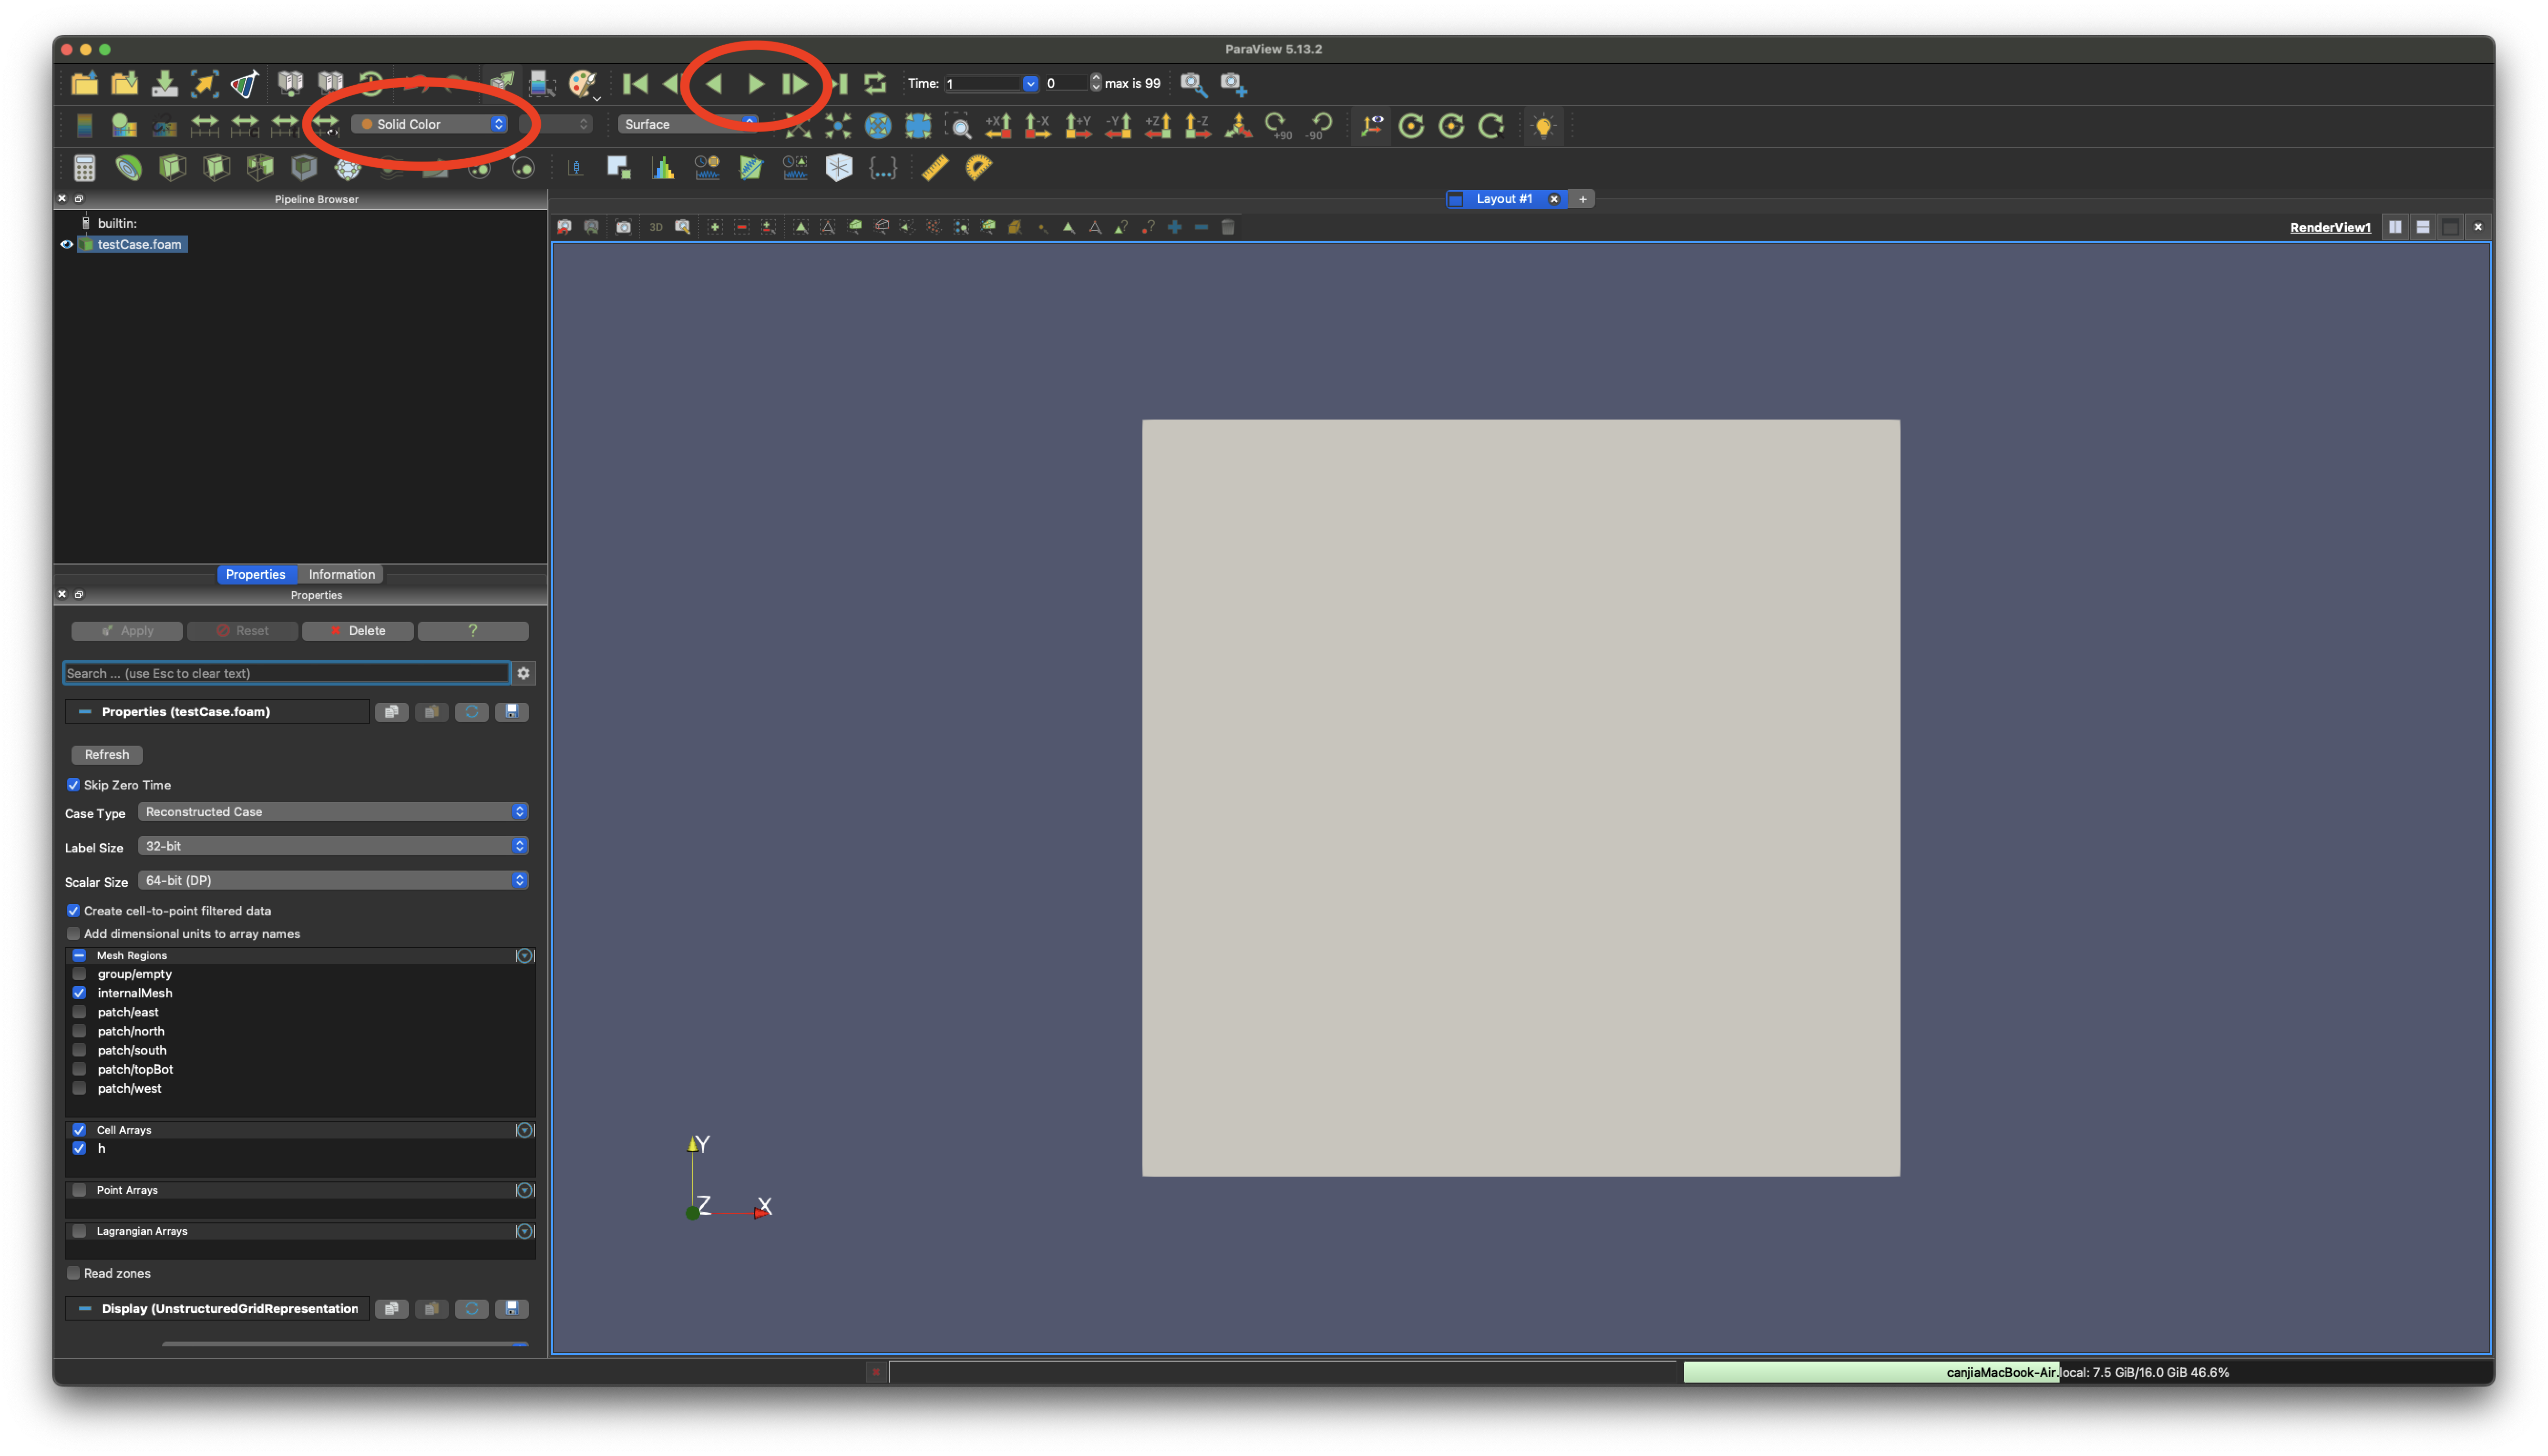 ParaView 5.13.2
Time: 1 0 max is 99
Solid Color Surface +X -X +Y -Y +Z -Z +90 -90
Pipeline Browser
Layout #1 +
builtin:
testCase.foam
3D RenderView1
Properties Information
Properties
Apply Reset Delete ?
Search ... (use Esc to clear text)
Properties (testCase.foam)
Refresh
Skip Zero Time
Case Type Reconstructed Case
Label Size 32-bit
Scalar Size 64-bit (DP)
Create cell-to-point filtered data
Add dimensional units to array names
Mesh Regions
group/empty
internalMesh
patch/east
patch/north
patch/south
patch/topBot
patch/west
Cell Arrays
h
Point Arrays
Lagrangian Arrays
Read zones
Display (UnstructuredGridRepresentation
Y
Z
X
canjiaMacBook-Air.local: 7.5 GiB/16.0 GiB 46.6%